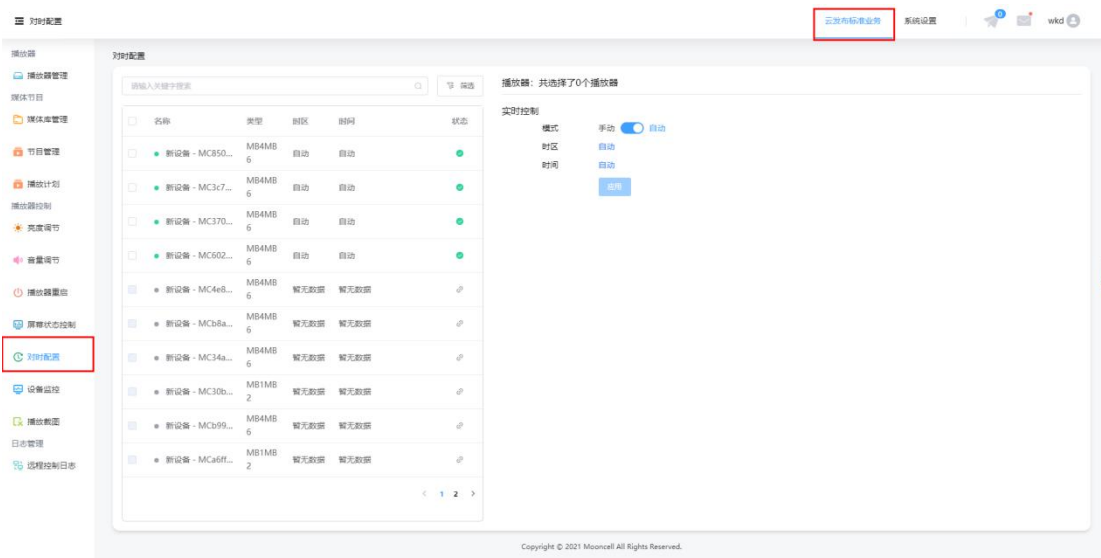 对时配置
云发布标准业务
系统设置
0
wkd
播放器
播放器管理
媒体节目
媒体库管理
节目管理
播放计划
播放器控制
亮度调节
音量调节
播放器重启
屏幕状态控制
对时配置
设备监控
播放截图
日志管理
远程控制日志
对时配置
请输入关键字搜索
筛选
名称 类型 时区 时间 状态
新设备 - MC850... MB4MB6 自动 自动
新设备 - MC3c7... MB4MB6 自动 自动
新设备 - MC370... MB4MB6 自动 自动
新设备 - MC602... MB4MB6 自动 自动
新设备 - MC4e8... MB4MB6 暂无数据 暂无数据
新设备 - MCb8a... MB4MB6 暂无数据 暂无数据
新设备 - MC34a... MB4MB6 暂无数据 暂无数据
新设备 - MC30b... MB1MB2 暂无数据 暂无数据
新设备 - MCb99... MB4MB6 暂无数据 暂无数据
新设备 - MCa6ff... MB1MB2 暂无数据 暂无数据
< 1 2 >
播放器：共选择了0个播放器
实时控制
模式 手动 自动
时区 自动
时间 自动
应用
Copyright © 2021 Mooncell All Rights Reserved.